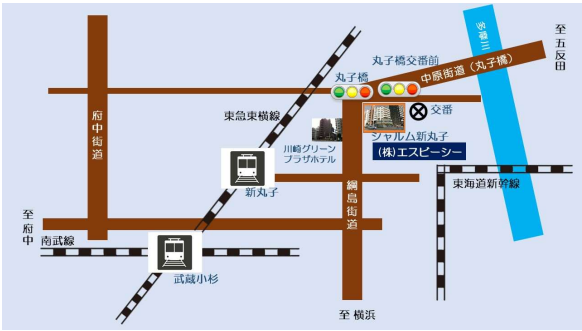 至五反田
多摩川
丸子橋交番前
丸子橋
中原街道（丸子橋）
交番
東急東横線
府中街道
川崎グリーン
プラザホテル
シャルム新丸子
（株）エスピーシー
新丸子
綱島街道
東海道新幹線
至府中
南武線
武蔵小杉
至 横浜